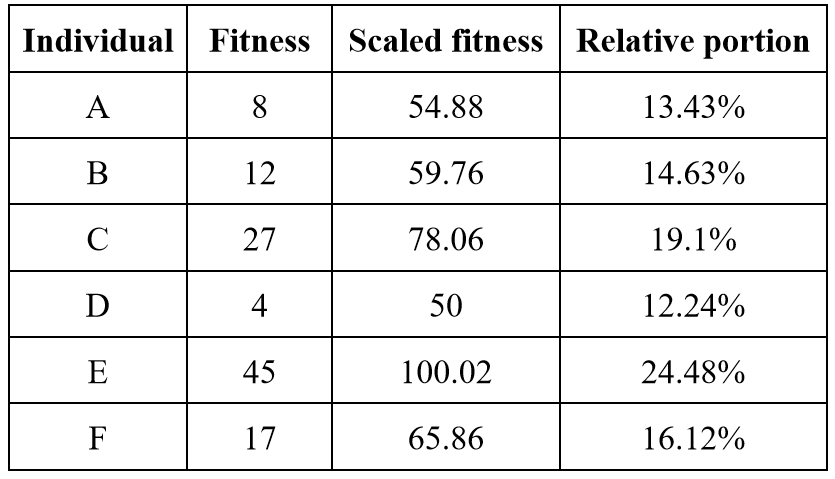 Individual Fitness Scaled fitness Relative portion
A 8 54.88 13.43%
B 12 59.76 14.63%
C 27 78.06 19.1%
D 4 50 12.24%
E 45 100.02 24.48%
F 17 65.86 16.12%